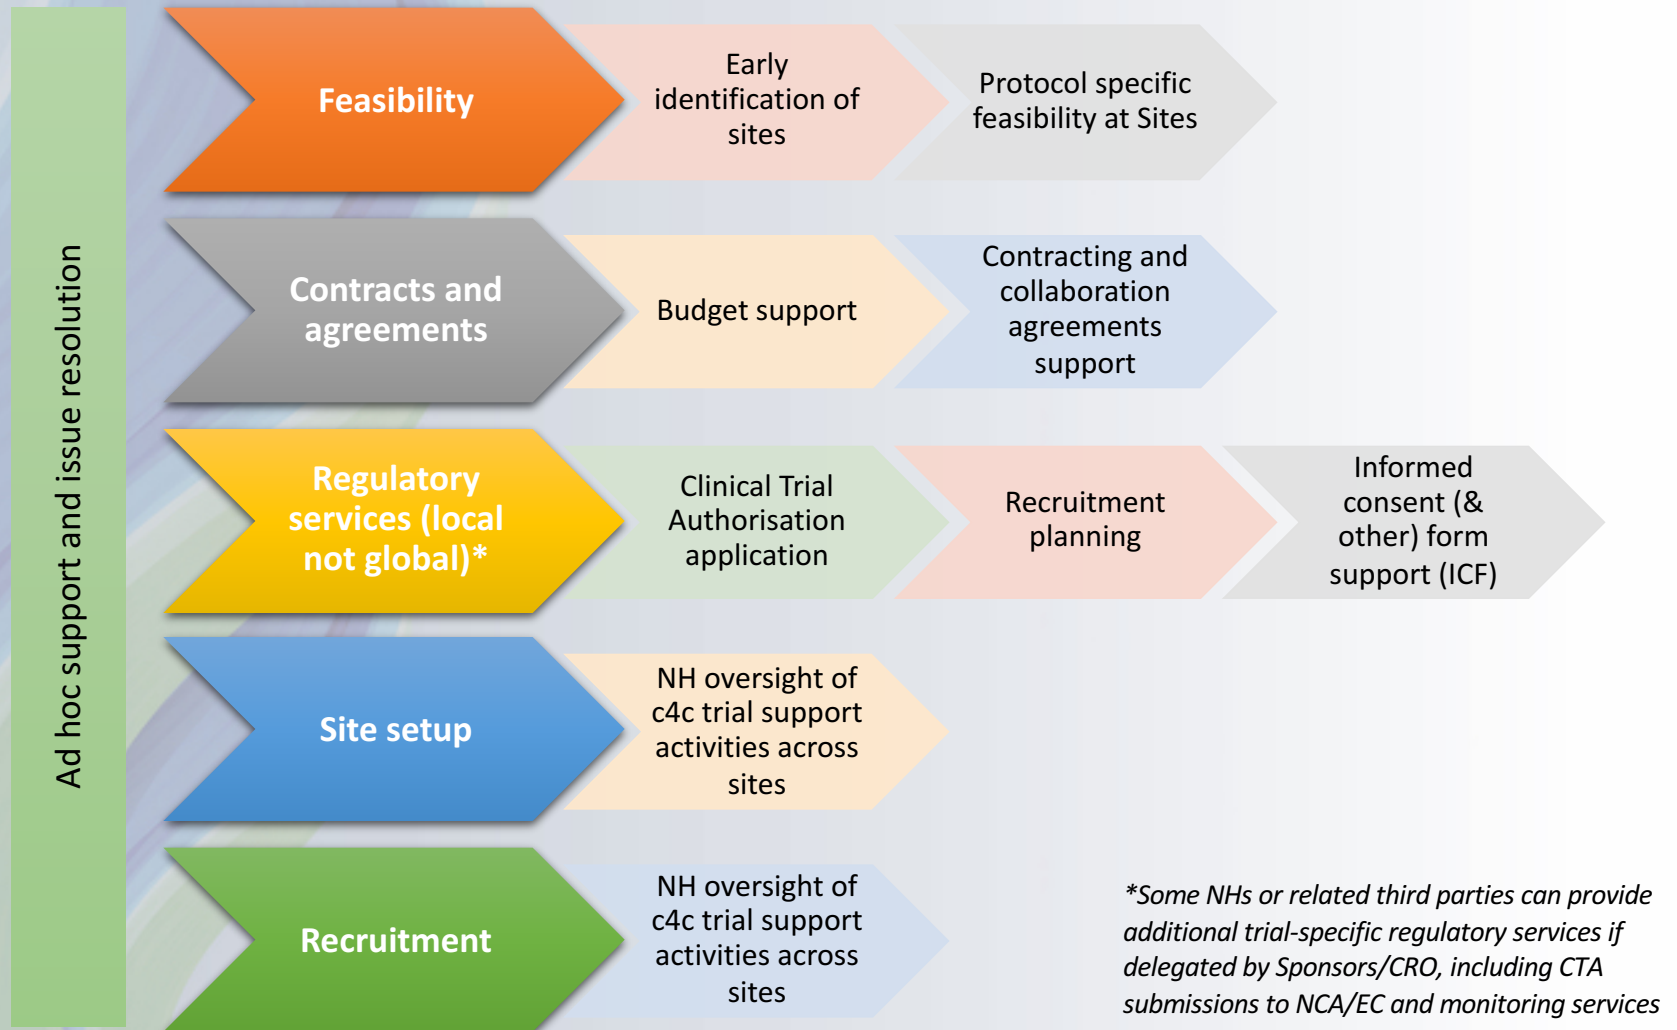 Ad hoc support and issue resolution
Feasibility
Early
identification of
sites
Protocol specific
feasibility at Sites
Contracts and
agreements
Budget support
Contracting and
collaboration
agreements
support
Regulatory
services (local
not global)*
Clinical Trial
Authorisation
application
Recruitment
planning
Informed
consent (&
other) form
support (ICF)
Site setup
NH oversight of
c4c trial support
activities across
sites
Recruitment
NH oversight of
c4c trial support
activities across
sites
*Some NHs or related third parties can provide
additional trial-specific regulatory services if
delegated by Sponsors/CRO, including CTA
submissions to NCA/EC and monitoring services